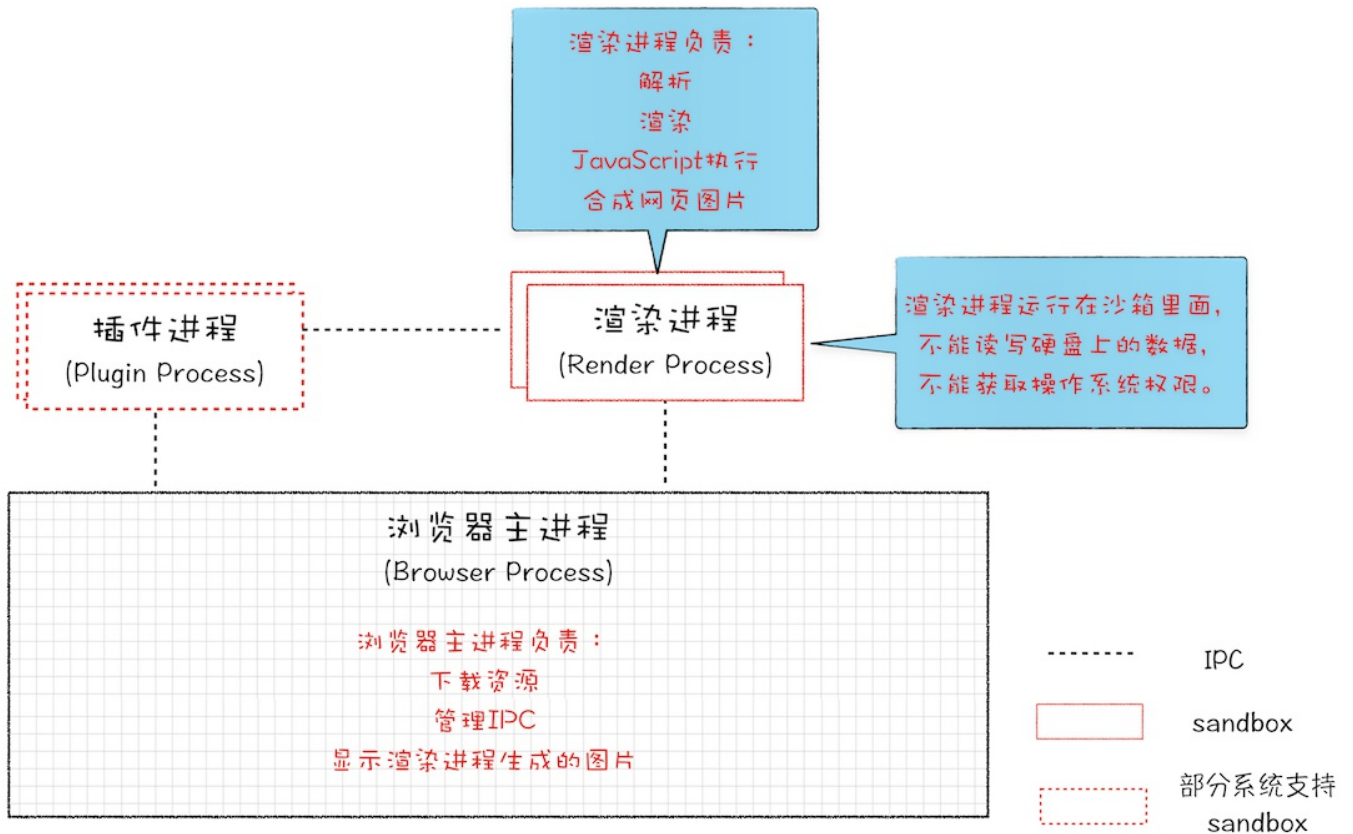 渲染进程负责：
解析
渲染
JavaScript执行
合成网页图片
插件进程
(Plugin Process)
渲染进程
(Render Process)
渲染进程运行在沙箱里面，
不能读写硬盘上的数据，
不能获取操作系统权限。
浏览器主进程
(Browser Process)
浏览器主进程负责：
下载资源
管理IPC
显示渲染进程生成的图片
IPC
sandbox
部分系统支持
sandbox